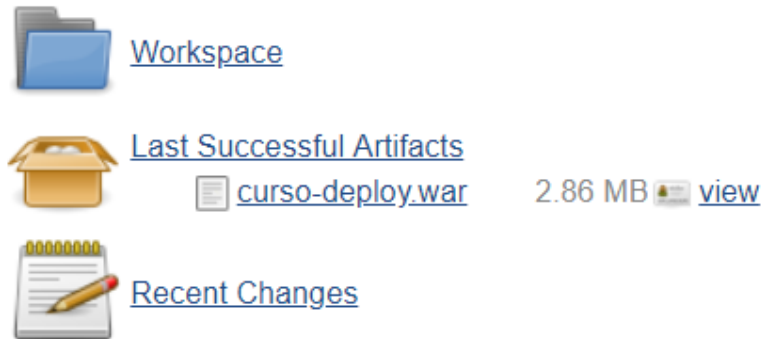 Workspace
Last Successful Artifacts
curso-deploy.war 2.86 MB view
Recent Changes